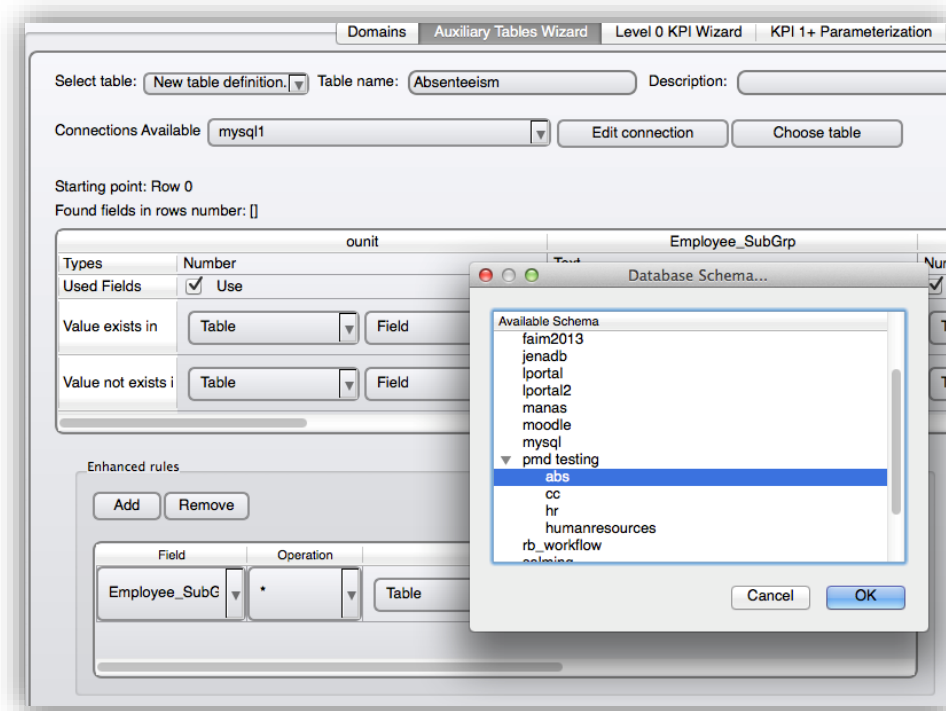 Domains Auxiliary Tables Wizard Level 0 KPI Wizard KPI 1+ Parameterization
Select table: New table definition. Table name: Absenteeism Description:
Connections Available mysql1 Edit connection Choose table
Starting point: Row 0
Found fields in rows number: []
ounit Employee_SubGrp
Types Number
Used Fields Use
Value exists in Table Field
Value not exists i Table Field
Enhanced rules
Add Remove
Field Operation
Employee_SubG * Table
Database Schema...
Available Schema
faim2013
jenadb
lportal
lportal2
manas
moodle
mysql
pmd testing
abs
cc
hr
humanresources
rb_workflow
Cancel OK